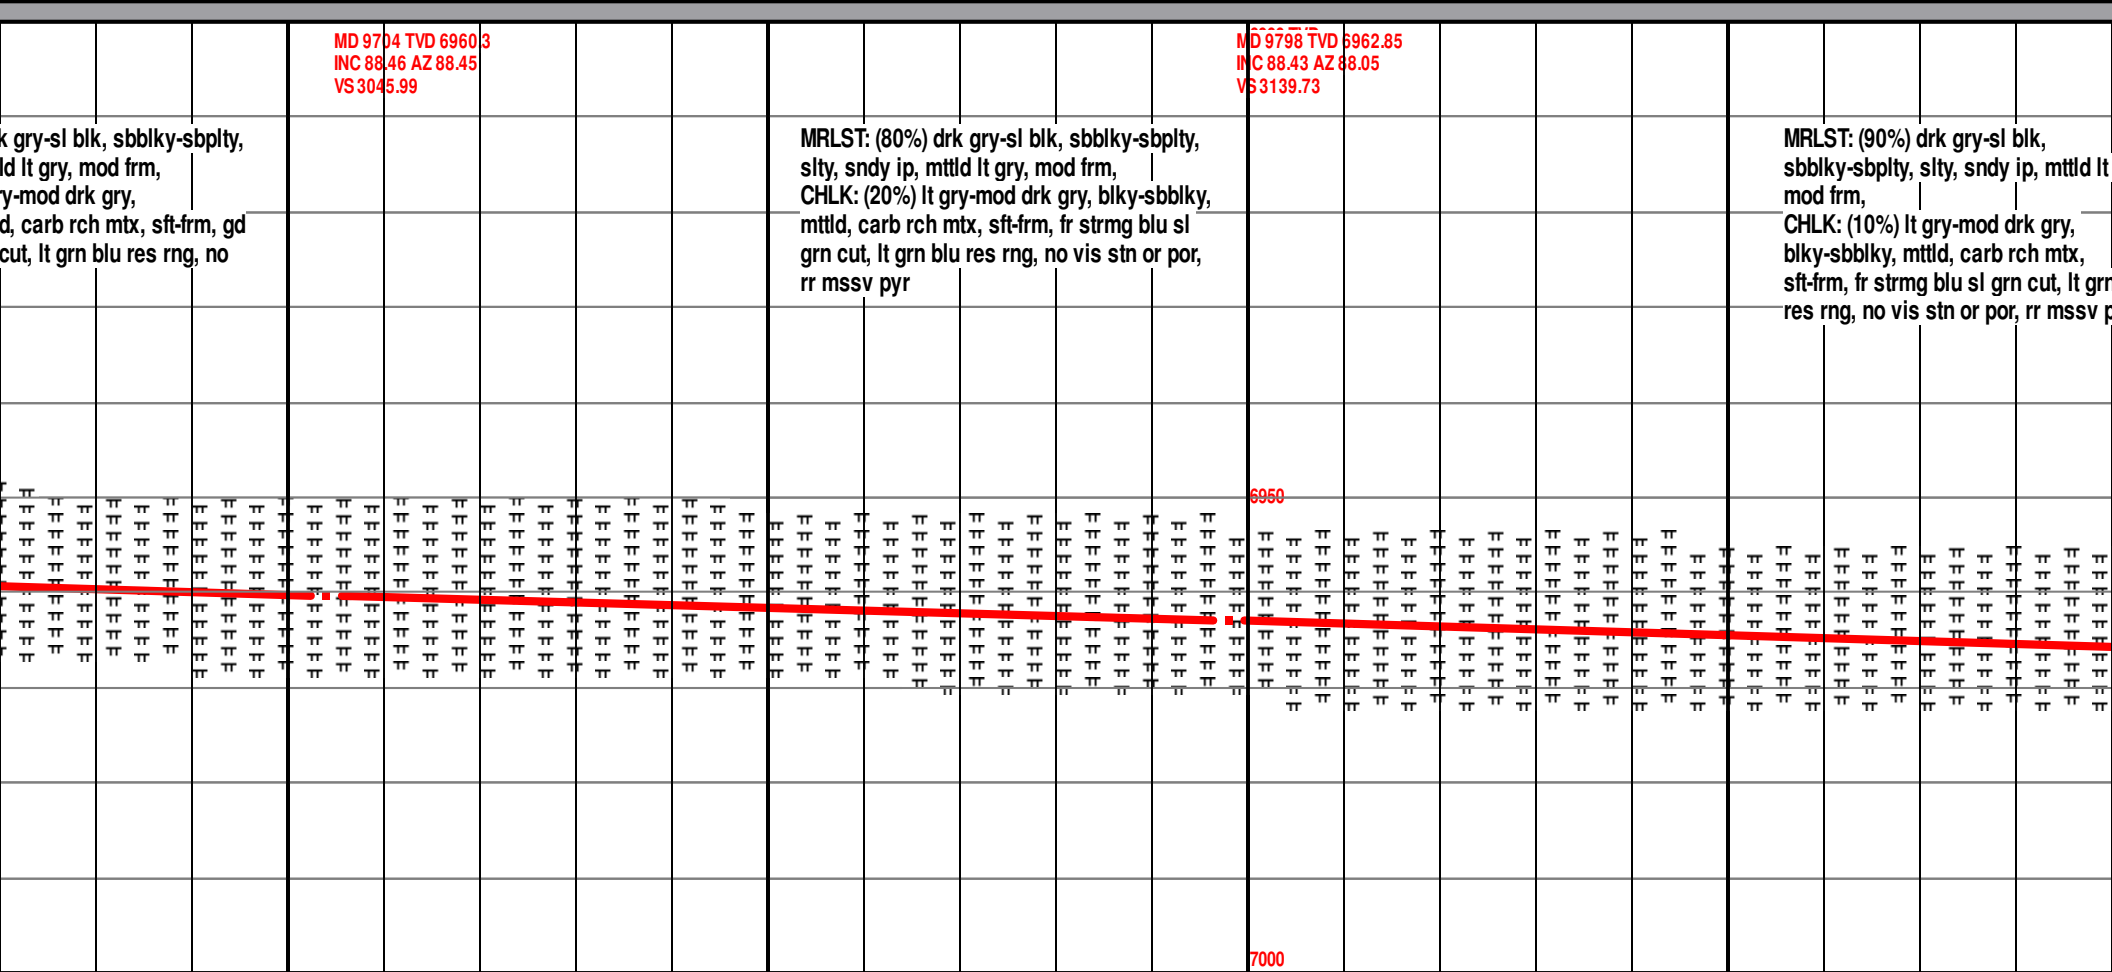 MD 9704 TVD 6960.3
INC 88.46 AZ 88.45
VS 3045.99
MD 9798 TVD 6962.85
INC 88.43 AZ 88.05
VS 3139.73
k gry-sl blk, sbblky-sbplty,
ld lt gry, mod frm,
ry-mod drk gry,
d, carb rch mtx, sft-frm, gd
cut, lt grn blu res rng, no
MRLST: (80%) drk gry-sl blk, sbblky-sbplty,
slty, sndy ip, mttld lt gry, mod frm,
CHLK: (20%) lt gry-mod drk gry, blky-sbblky,
mttld, carb rch mtx, sft-frm, fr strmg blu sl
grn cut, lt grn blu res rng, no vis stn or por,
rr mssv pyr
MRLST: (90%) drk gry-sl blk,
sbblky-sbplty, slty, sndy ip, mttld lt
mod frm,
CHLK: (10%) lt gry-mod drk gry,
blky-sbblky, mttld, carb rch mtx,
sft-frm, fr strmg blu sl grn cut, lt grn
res rng, no vis stn or por, rr mssv p
6950
7000